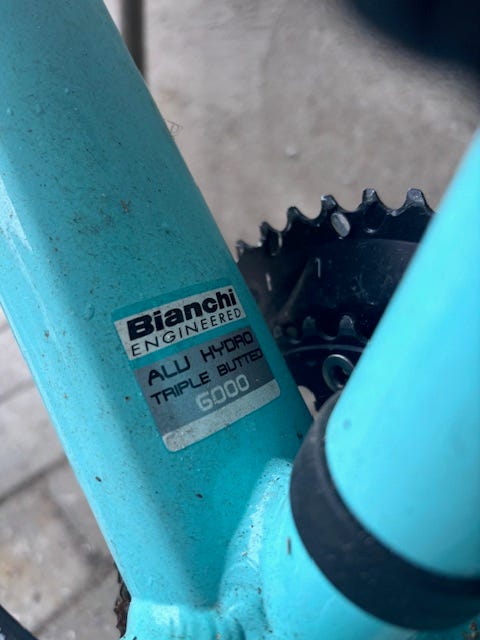 Bianchi
ENGINEERED
ALU HYDRO
TRIPLE BUTTED
6000